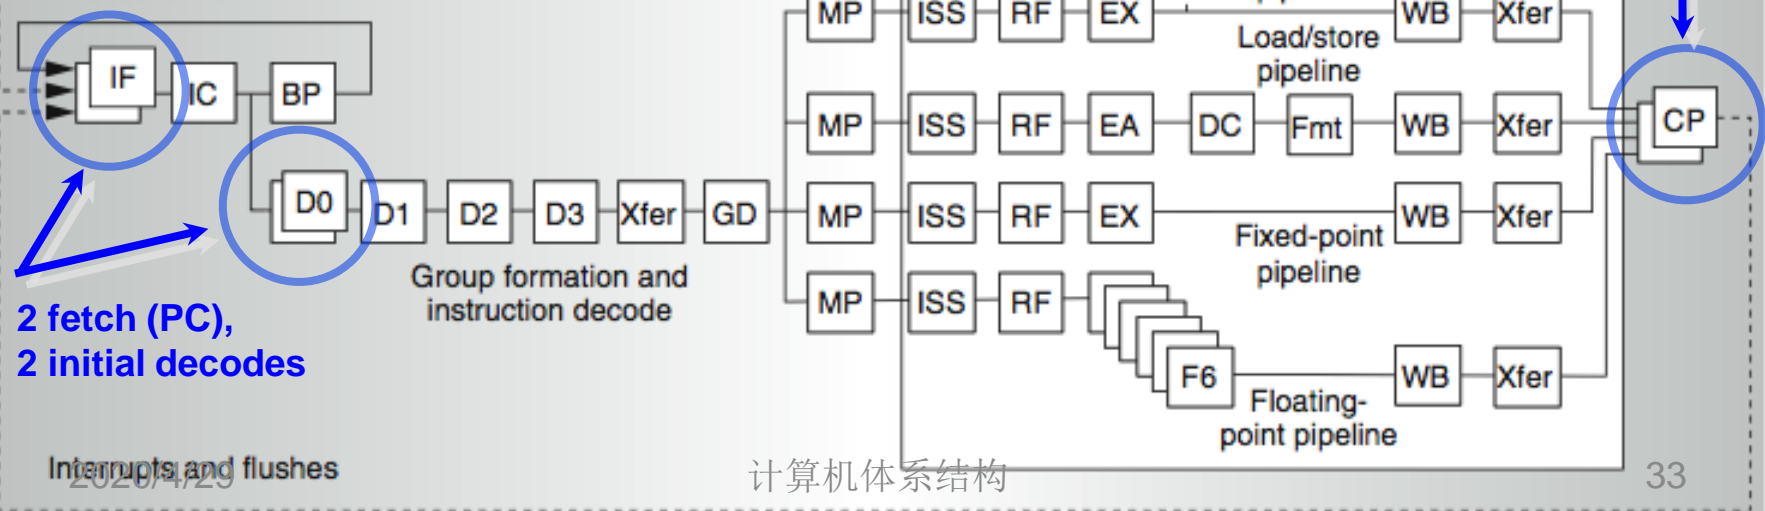 MP ISS RF EX WB Xfer
Load/store
pipeline
IF IC BP
MP ISS RF EA DC Fmt WB Xfer CP
D0 D1 D2 D3 Xfer GD MP ISS RF EX WB Xfer
Fixed-point
pipeline
Group formation and
instruction decode
MP ISS RF
F6 WB Xfer
Floating-
point pipeline
2 fetch (PC),
2 initial decodes
Interrupts and flushes
2020/4/29 计算机体系结构 33